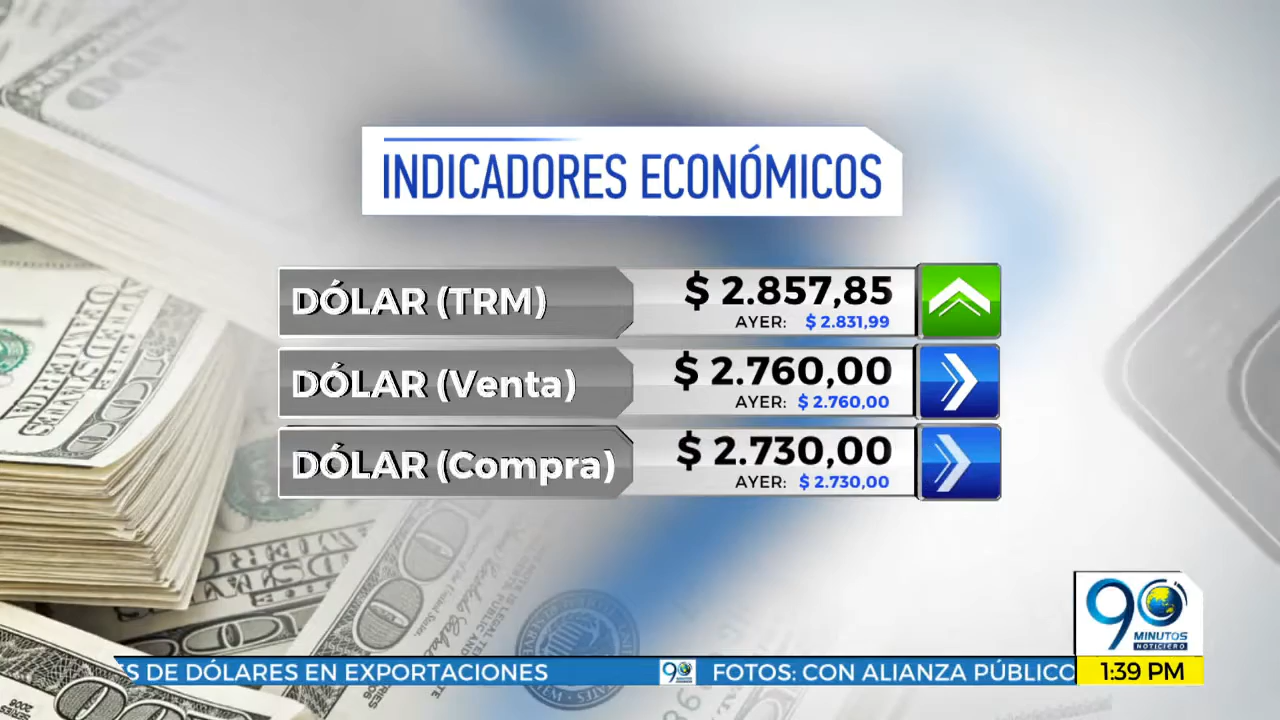 INDICADORES ECONÓMICOS
DÓLAR (TRM)
$ 2.857,85
AYER: $ 2.831,99
DÓLAR (Venta)
$ 2.760,00
AYER: $ 2.760,00
DÓLAR (Compra)
$ 2.730,00
AYER: $ 2.730,00
90
MINUTOS
NOTICIERO
S DE DÓLARES EN EXPORTACIONES
90
FOTOS: CON ALIANZA PÚBLICO
1:39 PM